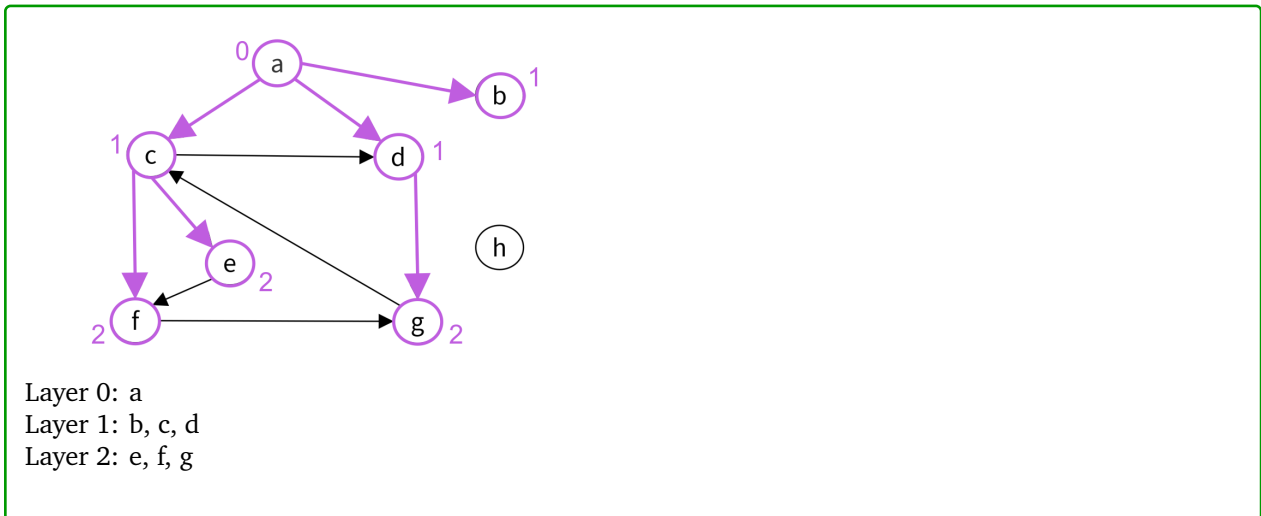 0 a
b 1
1 c
d 1
h
e 2
2 f
g 2
Layer 0: a
Layer 1: b, c, d
Layer 2: e, f, g